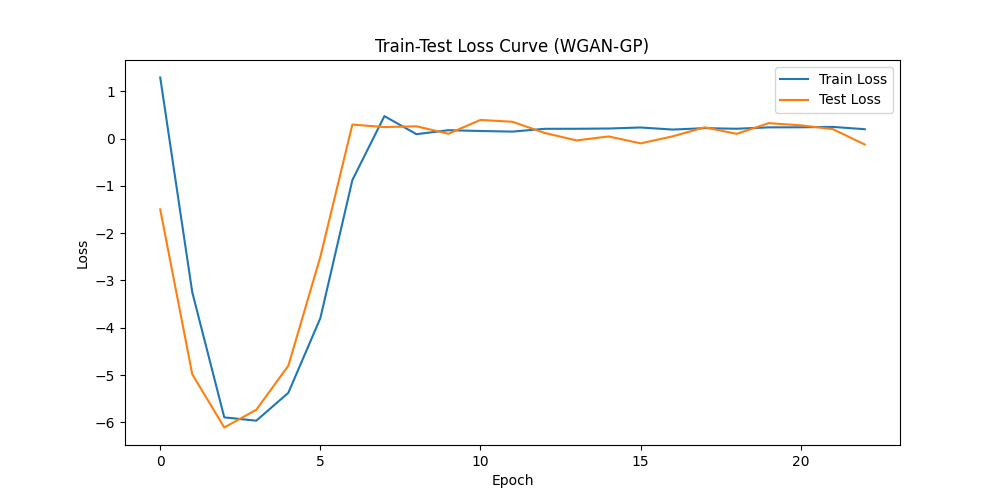 Train-Test Loss Curve (WGAN-GP)
Train Loss
Test Loss
1
0
−1
−2
−3
−4
−5
−6
Loss
0 5 10 15 20
Epoch